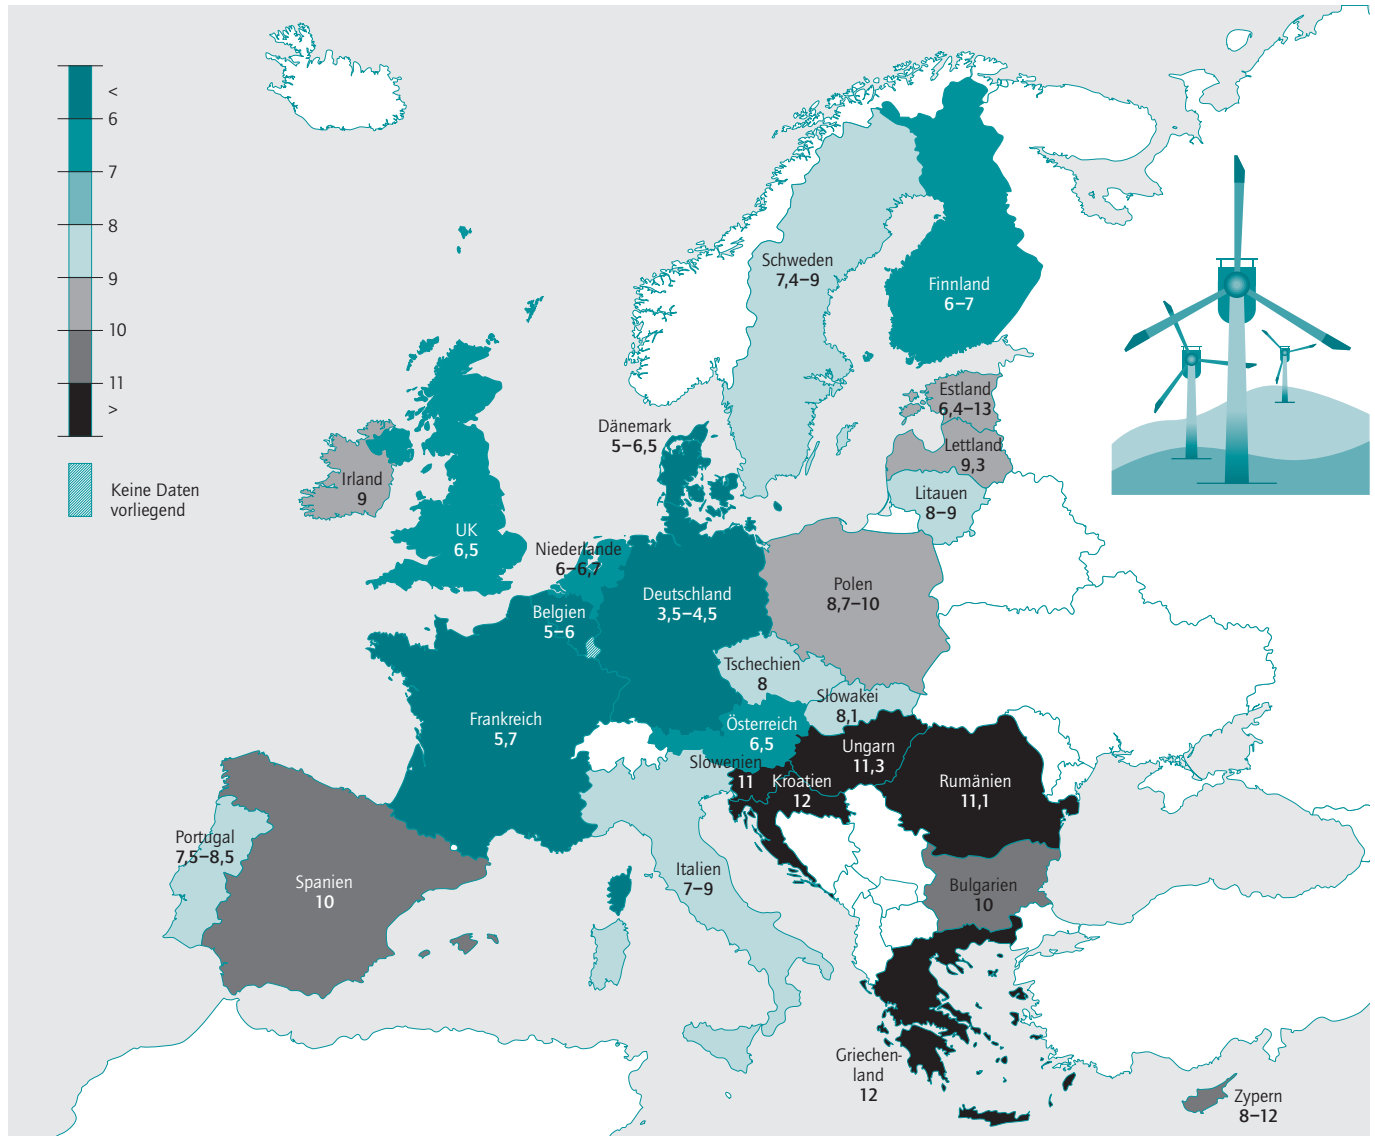 <
6
7
8
9
10
11
>
Keine Daten
vorliegend
Schweden
7,4–9
Finnland
6–7
Estland
6,4–13
Lettland
9,3
Litauen
8–9
Dänemark
5–6,5
Irland
9
UK
6,5
Niederlande
6–6,7
Belgien
5–6
Deutschland
3,5–4,5
Polen
8,7–10
Tschechien
8
Slowakei
8,1
Frankreich
5,7
Österreich
6,5
Slowenien
11
Kroatien
12
Ungarn
11,3
Rumänien
11,1
Portugal
7,5–8,5
Spanien
10
Italien
7–9
Bulgarien
10
Griechen-
land
12
Zypern
8–12